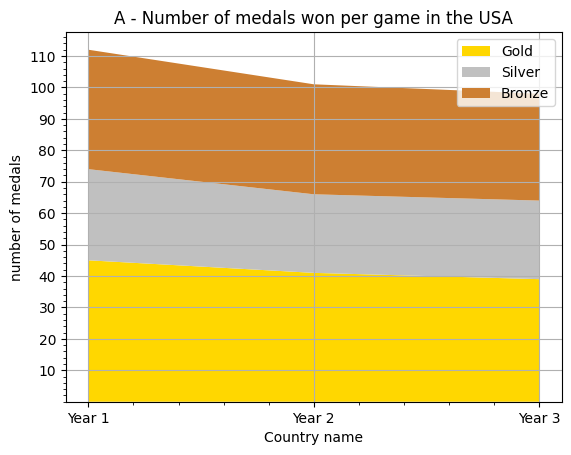 A - Number of medals won per game in the USA
Gold
Silver
Bronze
110
100
90
80
70
60
50
40
30
20
10
number of medals
Year 1
Year 2
Year 3
Country name